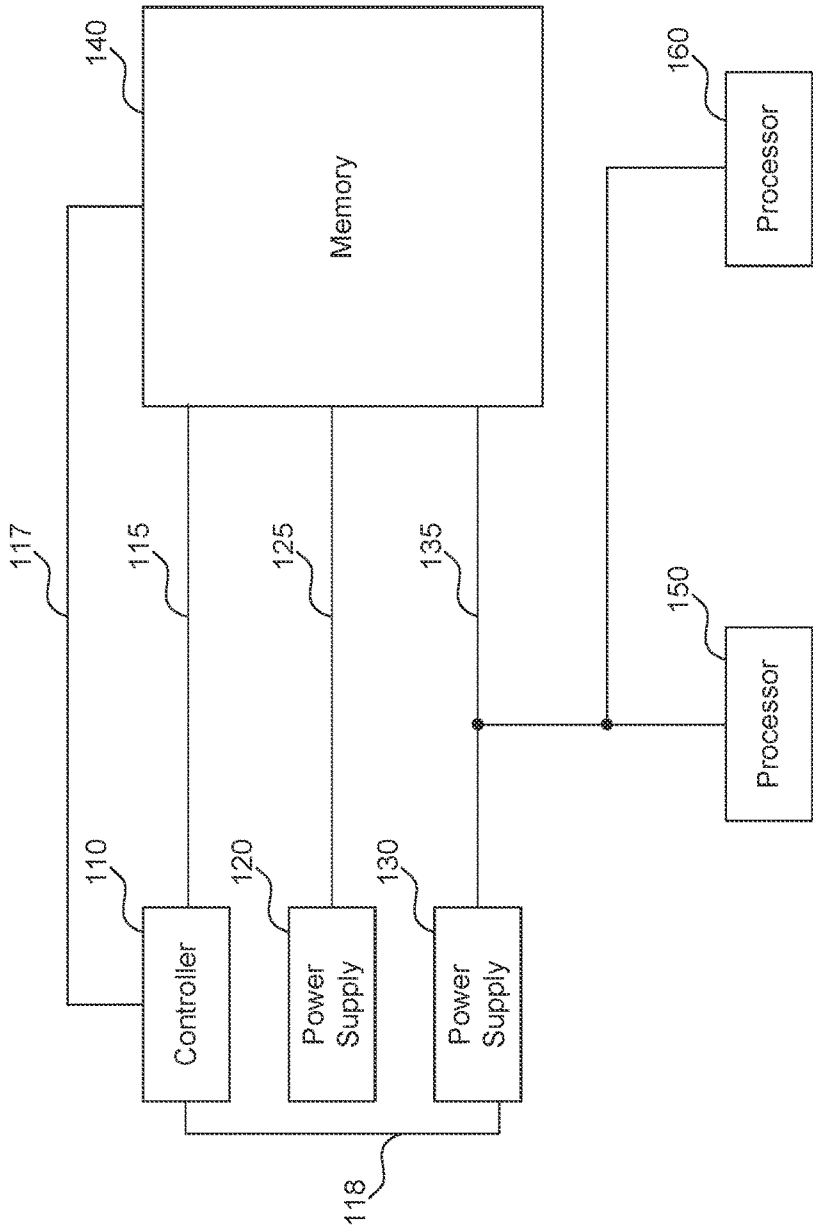 117
110
140
115
Controller
120
Power
Supply
125
Memory
118
130
135
Power
Supply
150
160
Processor
Processor